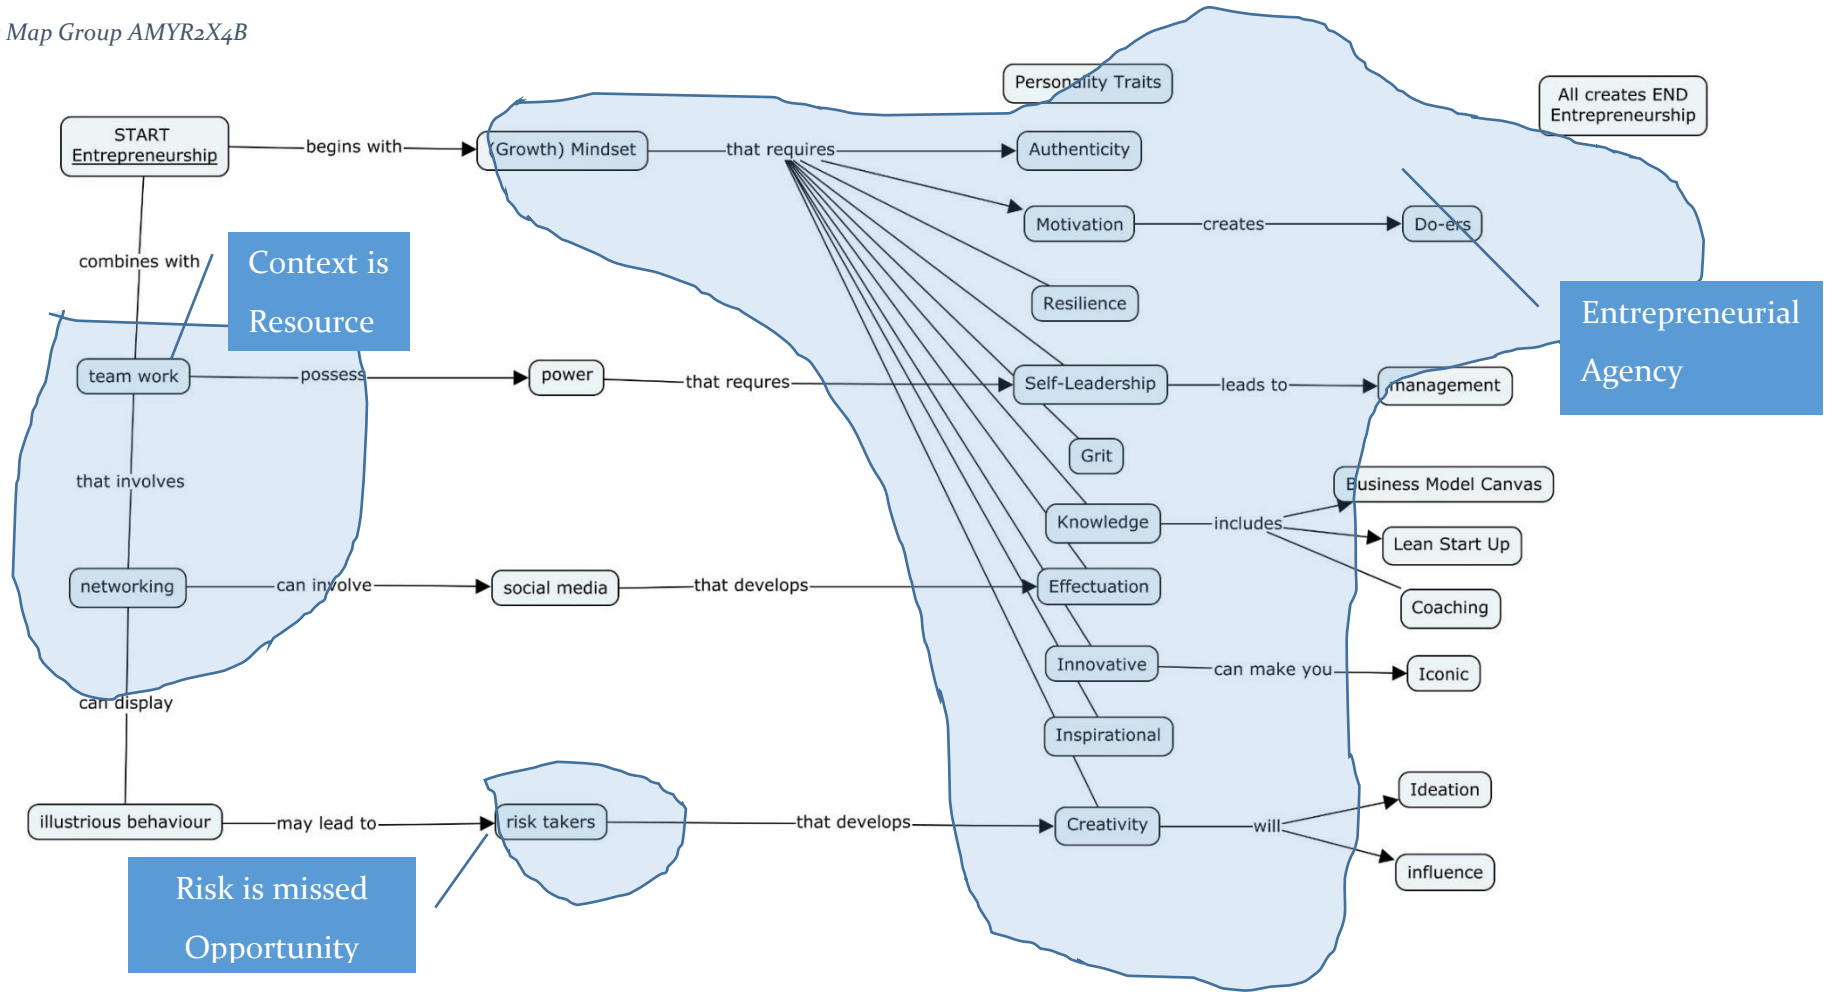 Map Group AMYR2X4B
Personality Traits
All creates END
Entrepreneurship
START
Entrepreneurship
begins with
(Growth) Mindset
that requires
Authenticity
Motivation
creates
Do-ers
combines with
Context is
Resource
Resilience
Entrepreneurial
Agency
team work
possess
power
that requres
Self-Leadership
leads to
management
Grit
that involves
Business Model Canvas
Knowledge
includes
Lean Start Up
networking
can involve
social media
that develops
Effectuation
Coaching
Innovative
can make you
Iconic
can display
Inspirational
Ideation
illustrious behaviour
may lead to
risk takers
that develops
Creativity
will
influence
Risk is missed
Opportunity